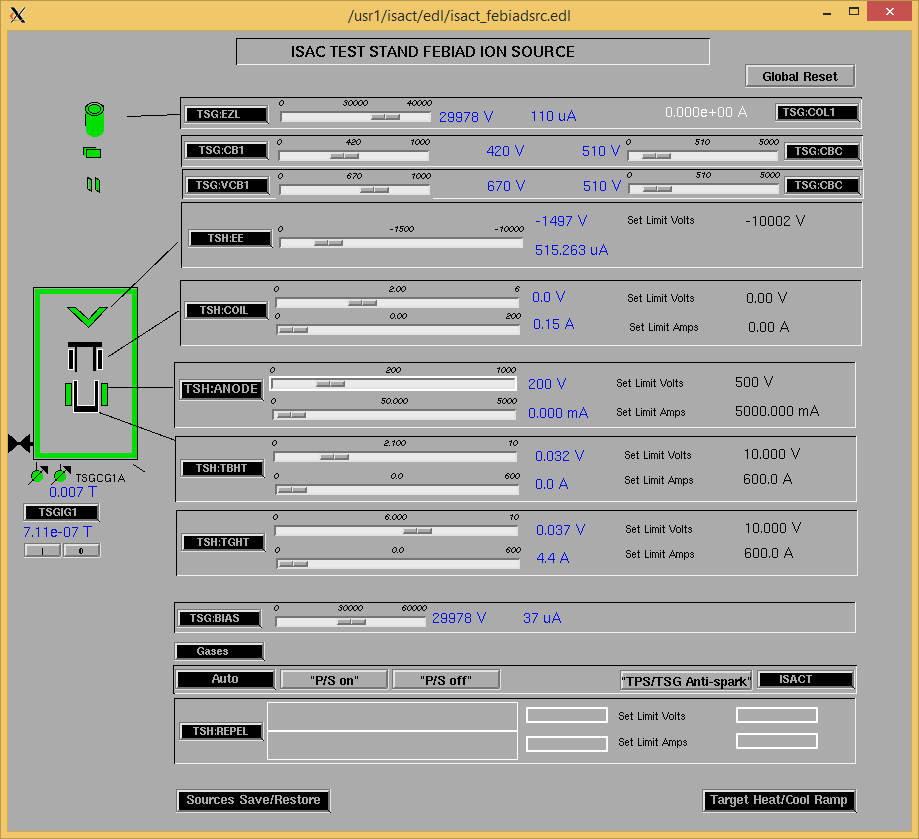 /usr1/isact/edl/isact_febiadsrc.edl
ISAC TEST STAND FEBIAD ION SOURCE
Global Reset
TSG:EZL 0 30000 40000 29978 V 110 uA 0.000e+00 A TSG:COL1
TSG:CB1 0 420 1000 420 V 510 V 0 510 5000 TSG:CBC
TSG:VCB1 0 670 1000 670 V 510 V 0 510 5000 TSG:CBC
-1497 V Set Limit Volts -10002 V
TSH:EE 0 -1500 -10000
515.263 uA
0 2.00 6 0.0 V Set Limit Volts 0.00 V
TSH:COIL
0 0.00 200 0.15 A Set Limit Amps 0.00 A
0 200 1000 200 V Set Limit Volts 500 V
TSH:ANODE
0 50.000 5000 0.000 mA Set Limit Amps 5000.000 mA
0 2.100 10 0.032 V Set Limit Volts 10.000 V
TSH:TBHT
0 0.0 600 0.0 A Set Limit Amps 600.0 A
TSGCG1A
0.007 T
TSGIG1
7.11e-07 T
I 0
0 6.000 10 0.037 V Set Limit Volts 10.000 V
TSH:TGHT
0 0.0 600 4.4 A Set Limit Amps 600.0 A
TSG:BIAS 0 30000 60000 29978 V 37 uA
Gases
Auto "P/S on" "P/S off" "TPS/TSG Anti-spark" ISACT
Set Limit Volts
TSH:REPEL
Set Limit Amps
Sources Save/Restore Target Heat/Cool Ramp